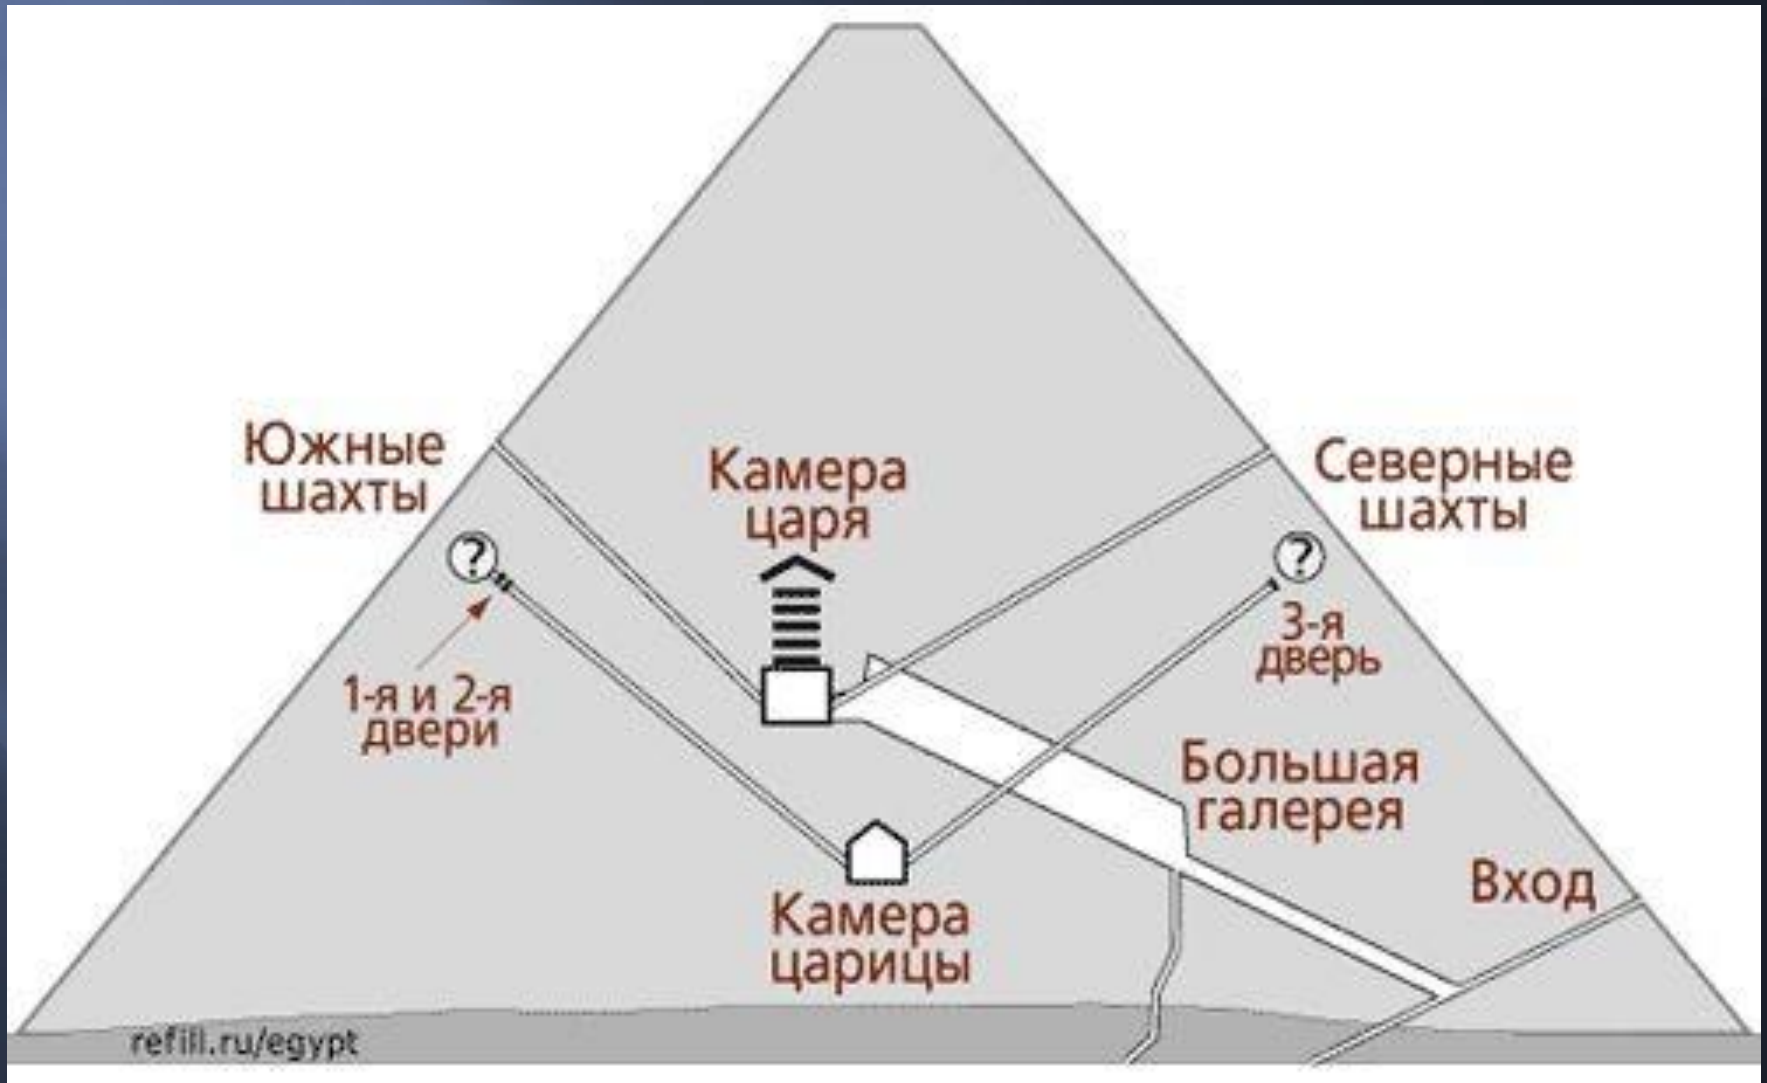 Южные
шахты
Камера
царя
Северные
шахты
?
?
1-я и 2-я
двери
3-я
дверь
Большая
галерея
Вход
Камера
царицы
refill.ru/egypt